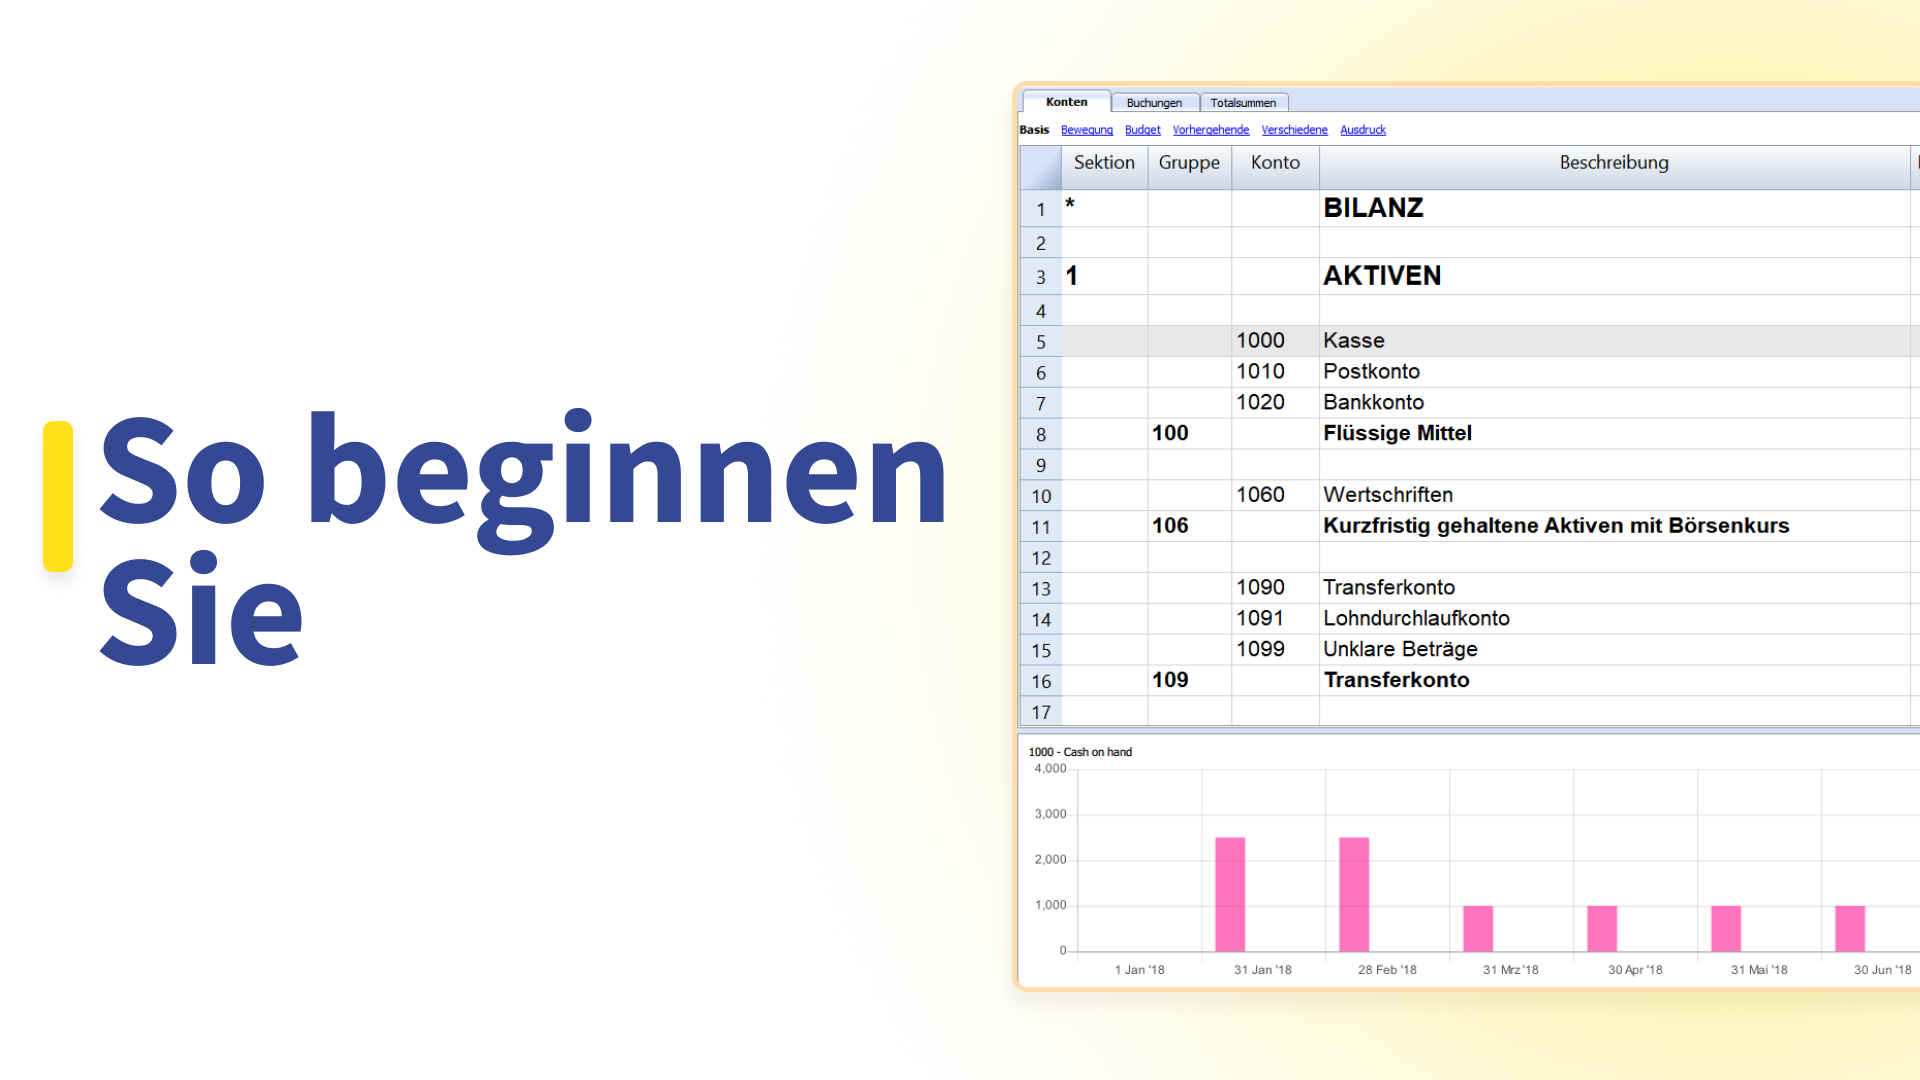 So beginnen
Sie
Konten Buchungen Totalsummen
Basis Bewegung Budget Vorhergehende Verschiedene Ausdruck
Sektion Gruppe Konto Beschreibung
1 * BILANZ
2
3 1 AKTIVEN
4
5 1000 Kasse
6 1010 Postkonto
7 1020 Bankkonto
8 100 Flüssige Mittel
9
10 1060 Wertschriften
11 106 Kurzfristig gehaltene Aktiven mit Börsenkurs
12
13 1090 Transferkonto
14 1091 Lohndurchlaufkonto
15 1099 Unklare Beträge
16 109 Transferkonto
17
1000 - Cash on hand
4,000
3,000
2,000
1,000
0
1 Jan '18 31 Jan '18 28 Feb '18 31 Mrz '18 30 Apr '18 31 Mai '18 30 Jun '18